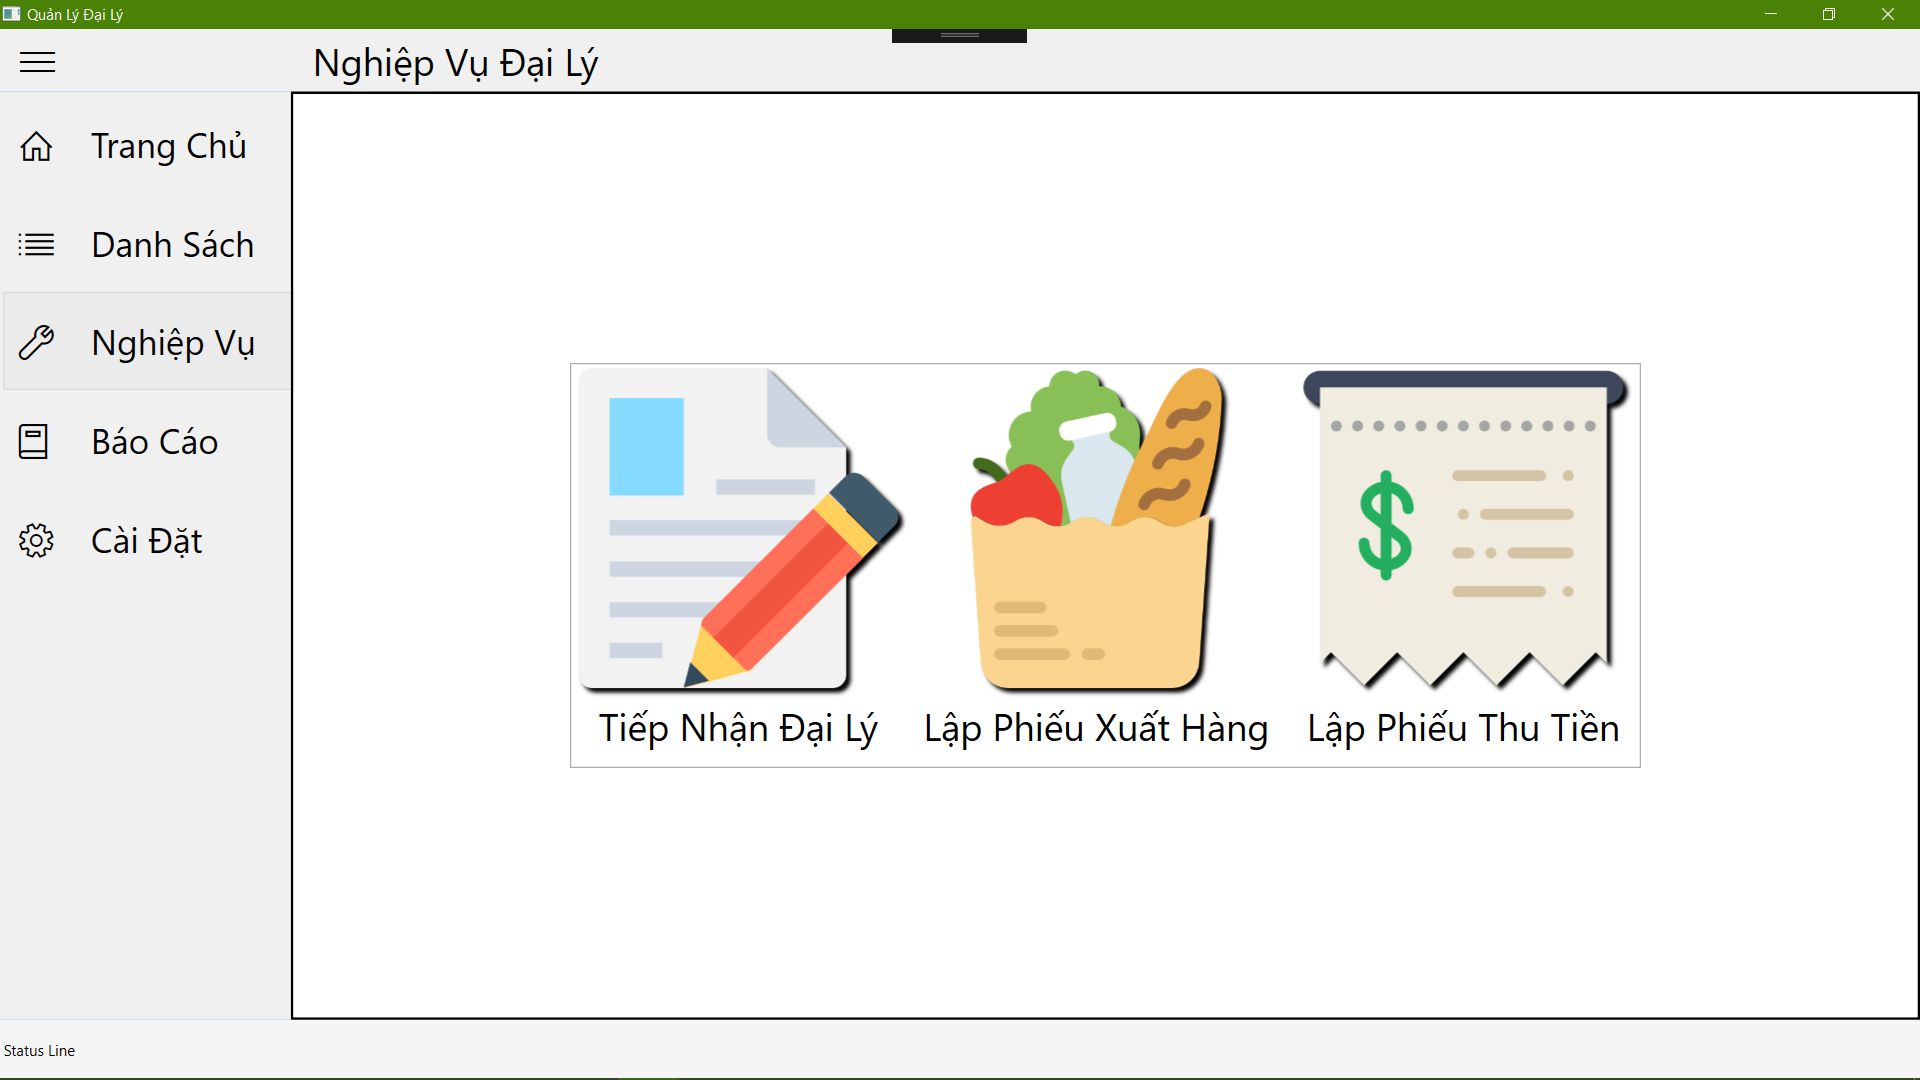 Quản Lý Đại Lý
Nghiệp Vụ Đại Lý
Trang Chủ
Danh Sách
Nghiệp Vụ
Báo Cáo
Cài Đặt
Tiếp Nhận Đại Lý
Lập Phiếu Xuất Hàng
Lập Phiếu Thu Tiền
Status Line